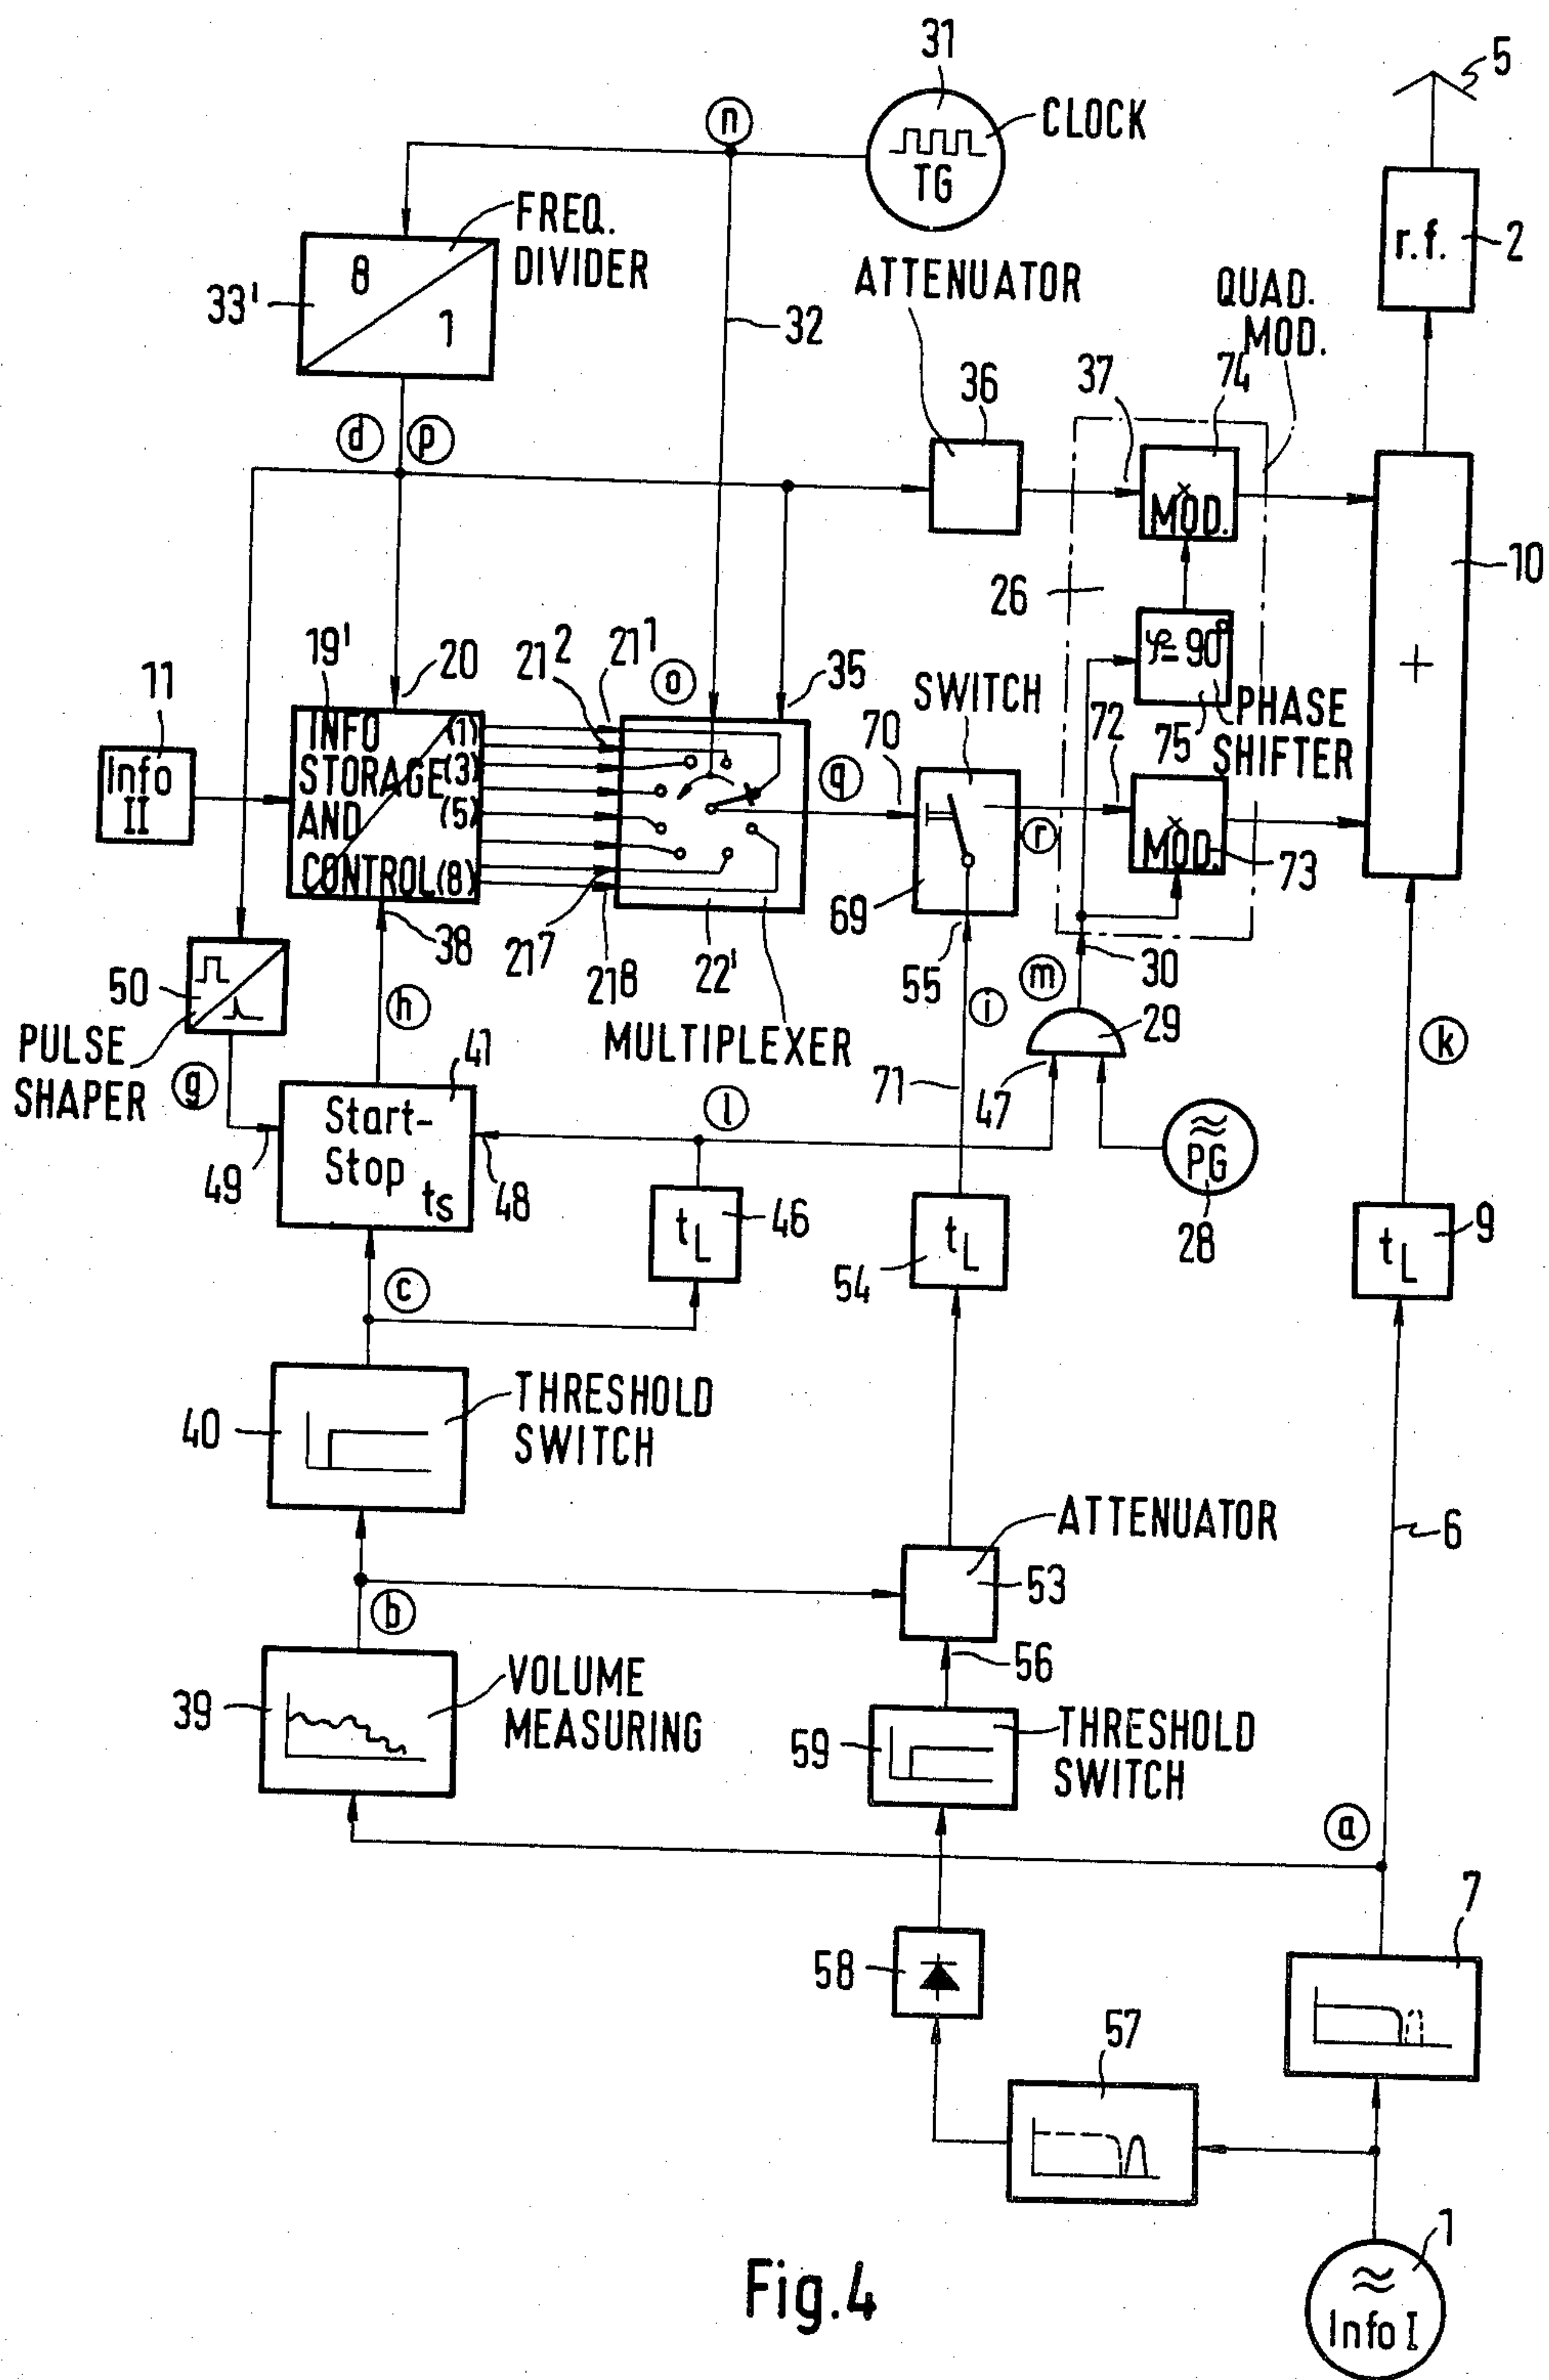 31
5
n
CLOCK
TG
FREQ.
DIVIDER
r.f.
2
8
1
33'
ATTENUATOR
QUAD.
MOD.
32
36
37
74
d
p
MOD.
10
26
φ=90°
19'
20
21²
21¹
o
35
SWITCH
11
PHASE
SHIFTER
75
+
Info
II
INFO
STORAGE
AND
CONTROL
(1)
(3)
(5)
(8)
q
70
72
r
MOD.
73
69
38
21⁷
21⁸
22'
55
m
30
50
h
i
29
PULSE
SHAPER
MULTIPLEXER
k
g
41
Start-
Stop
ts
l
71
47
PG
28
49
48
tL
46
tL
54
tL
9
c
40
THRESHOLD
SWITCH
ATTENUATOR
6
53
b
56
39
VOLUME
MEASURING
59
THRESHOLD
SWITCH
a
7
58
57
1
Info I
Fig.4